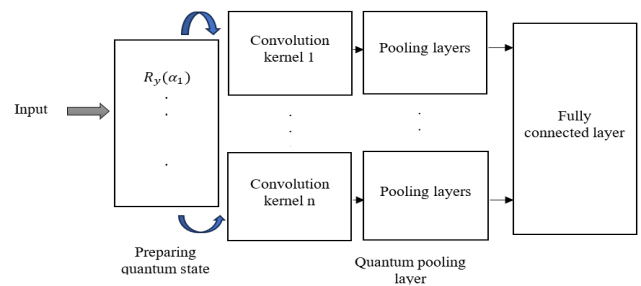 Input
R_y(α_1)
.
.
.
Preparing
quantum state
Convolution
kernel 1
Pooling layers
.
.
.
.
Convolution
kernel n
Pooling layers
Quantum pooling
layer
Fully
connected layer